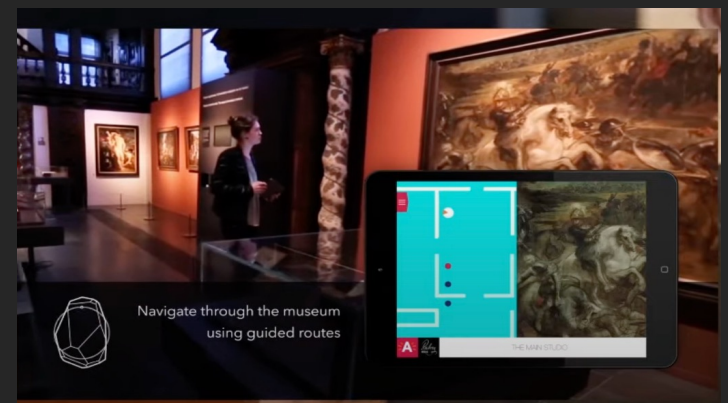 Navigate through the museum
using guided routes
A
THE MAIN STUDIO